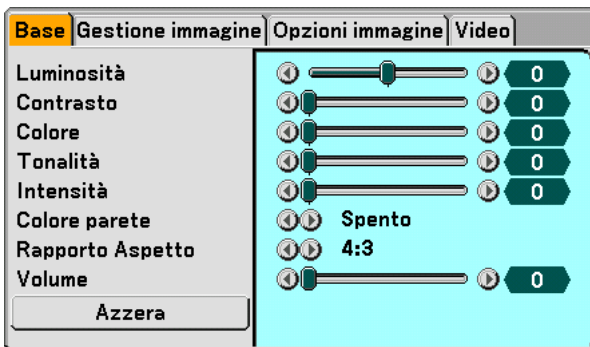 Base Gestione immagine Opzioni immagine Video
Luminosità 0
Contrasto 0
Colore 0
Tonalità 0
Intensità 0
Colore parete Spento
Rapporto Aspetto 4:3
Volume 0
Azzera